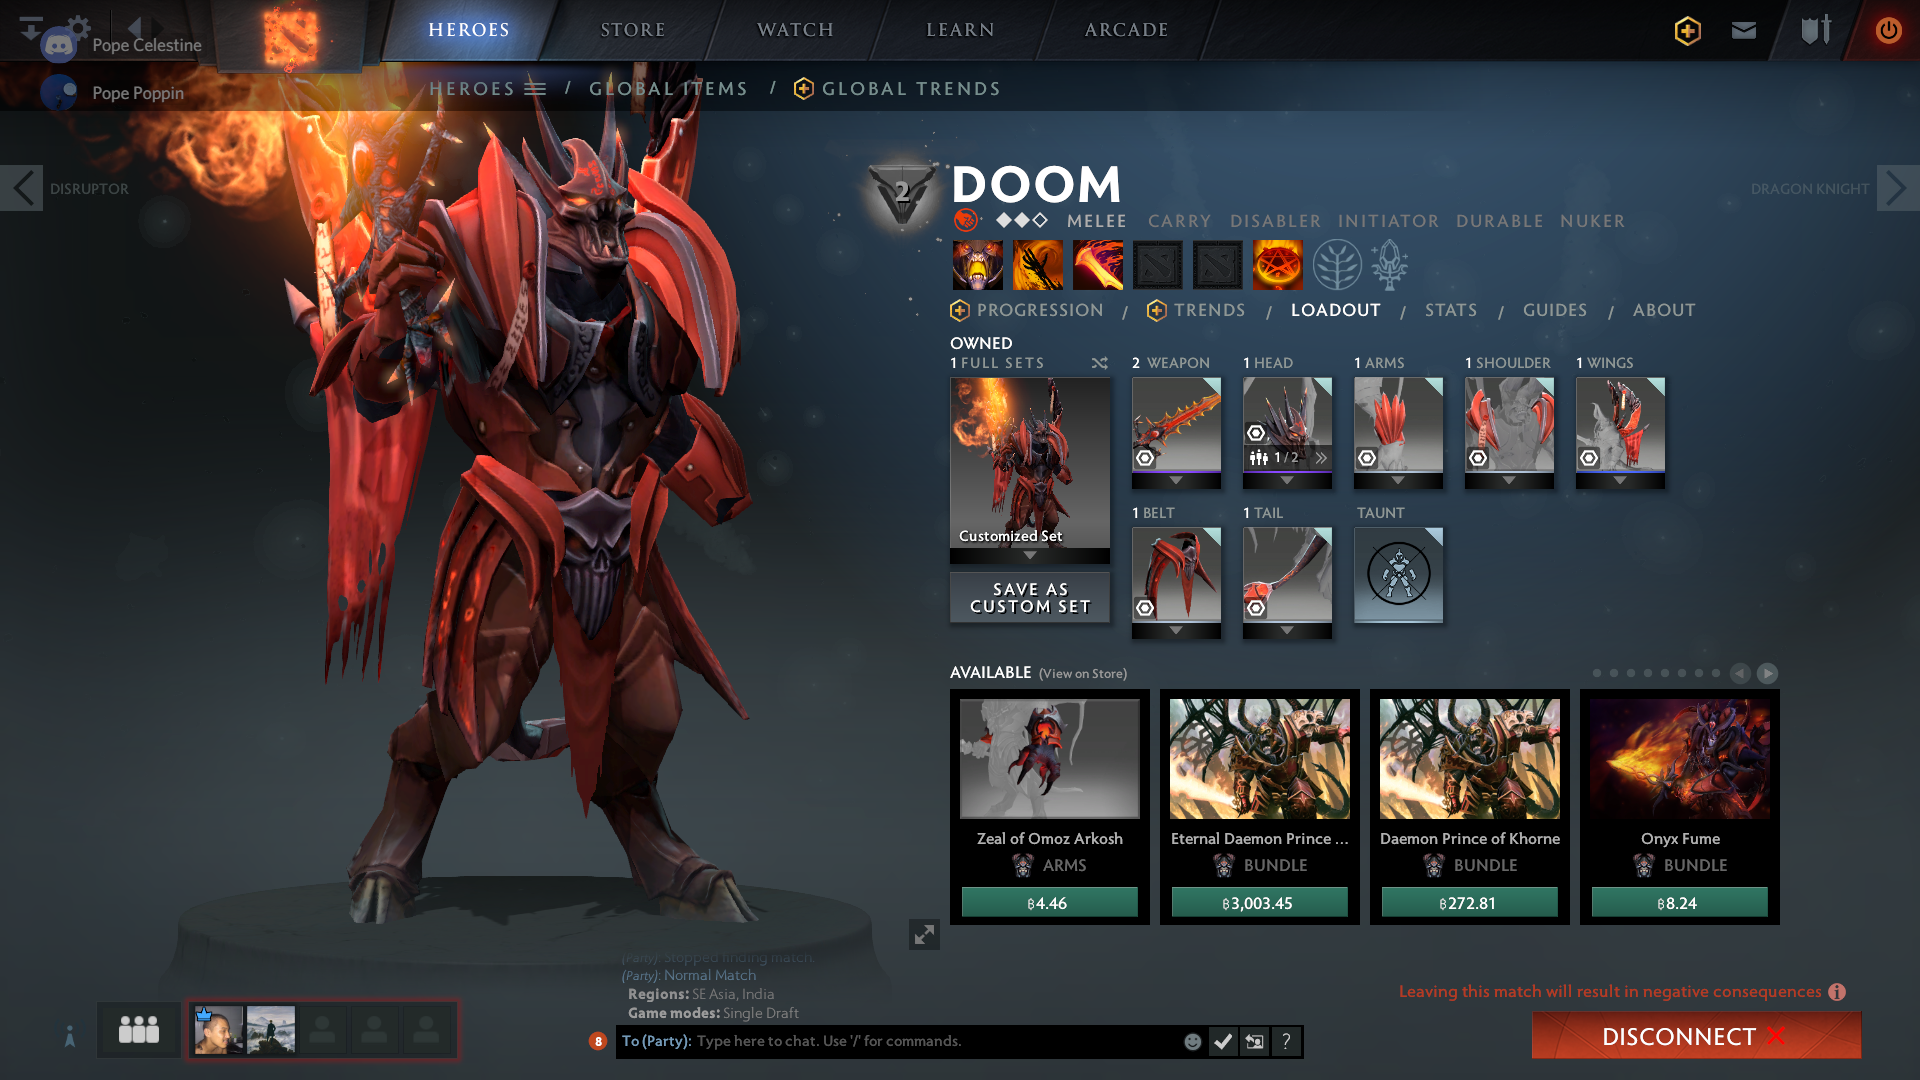 Pope Celestine
Pope Poppin
HEROES
STORE
WATCH
LEARN
ARCADE
HEROES / GLOBAL ITEMS / GLOBAL TRENDS
DISRUPTOR
DRAGON KNIGHT
2
DOOM
MELEE CARRY DISABLER INITIATOR DURABLE NUKER
PROGRESSION / TRENDS / LOADOUT / STATS / GUIDES / ABOUT
OWNED
1 FULL SETS
2 WEAPON
1 HEAD
1 ARMS
1 SHOULDER
1 WINGS
1 / 2
Customized Set
1 BELT
1 TAIL
TAUNT
SAVE AS
CUSTOM SET
AVAILABLE (View on Store)
Zeal of Omoz Arkosh
ARMS
฿4.46
Eternal Daemon Prince ...
BUNDLE
฿3,003.45
Daemon Prince of Khorne
BUNDLE
฿272.81
Onyx Fume
BUNDLE
฿8.24
(Party): Stopped finding match.
(Party): Normal Match
Regions: SE Asia, India
Game modes: Single Draft
8
To (Party): Type here to chat. Use '/' for commands.
?
Leaving this match will result in negative consequences
DISCONNECT